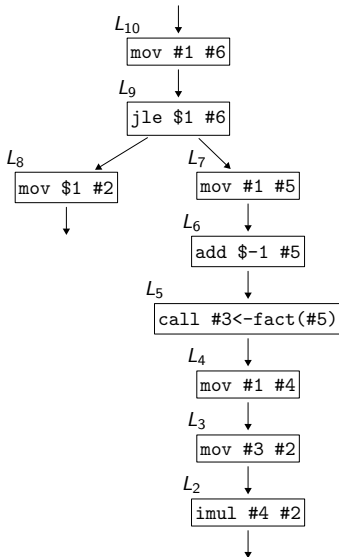 L10
mov #1 #6
L9
jle $1 #6
L8
mov $1 #2
L7
mov #1 #5
L6
add $-1 #5
L5
call #3<-fact(#5)
L4
mov #1 #4
L3
mov #3 #2
L2
imul #4 #2